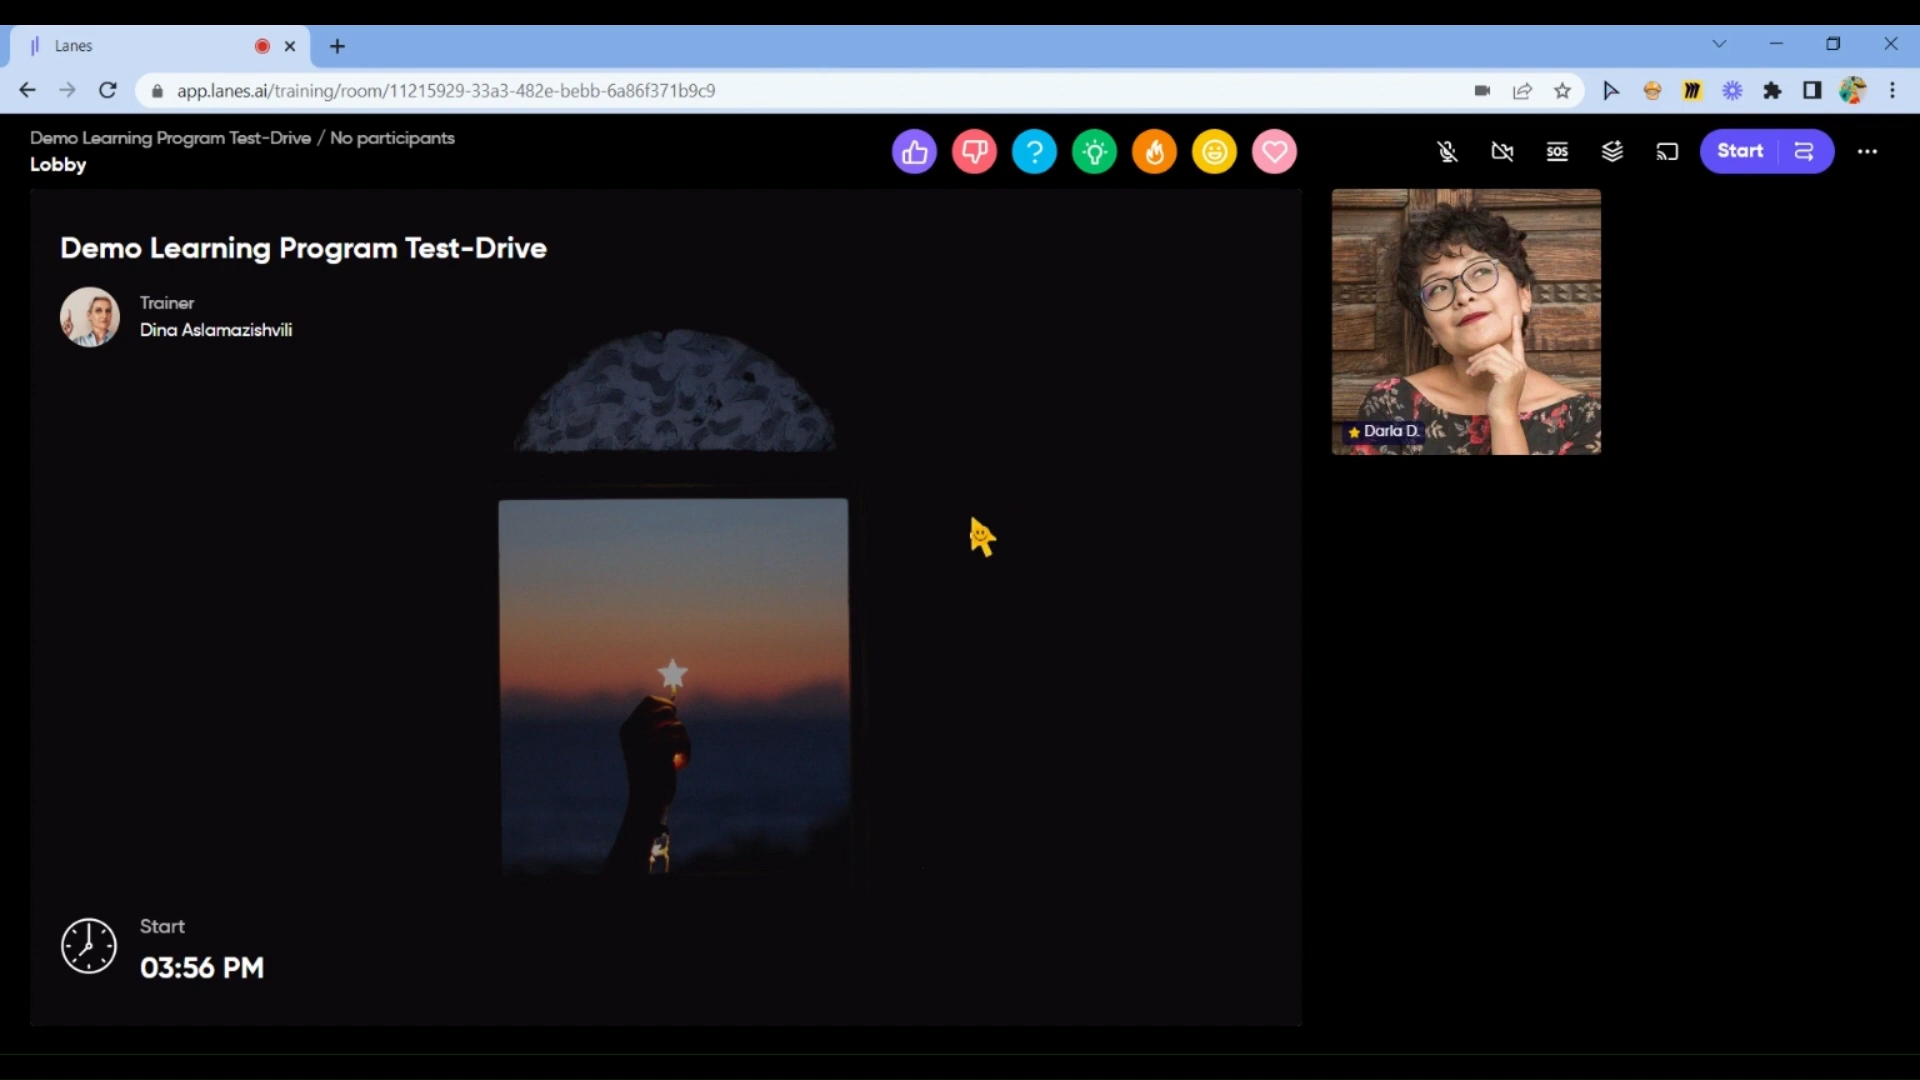 Lanes
app.lanes.ai/training/room/11215929-33a3-482e-bebb-6a86f371b9c9
Demo Learning Program Test-Drive / No participants
Lobby
?
SOS
Start
Demo Learning Program Test-Drive
Trainer
Dina Aslamazishvili
Darla D.
Start
03:56 PM